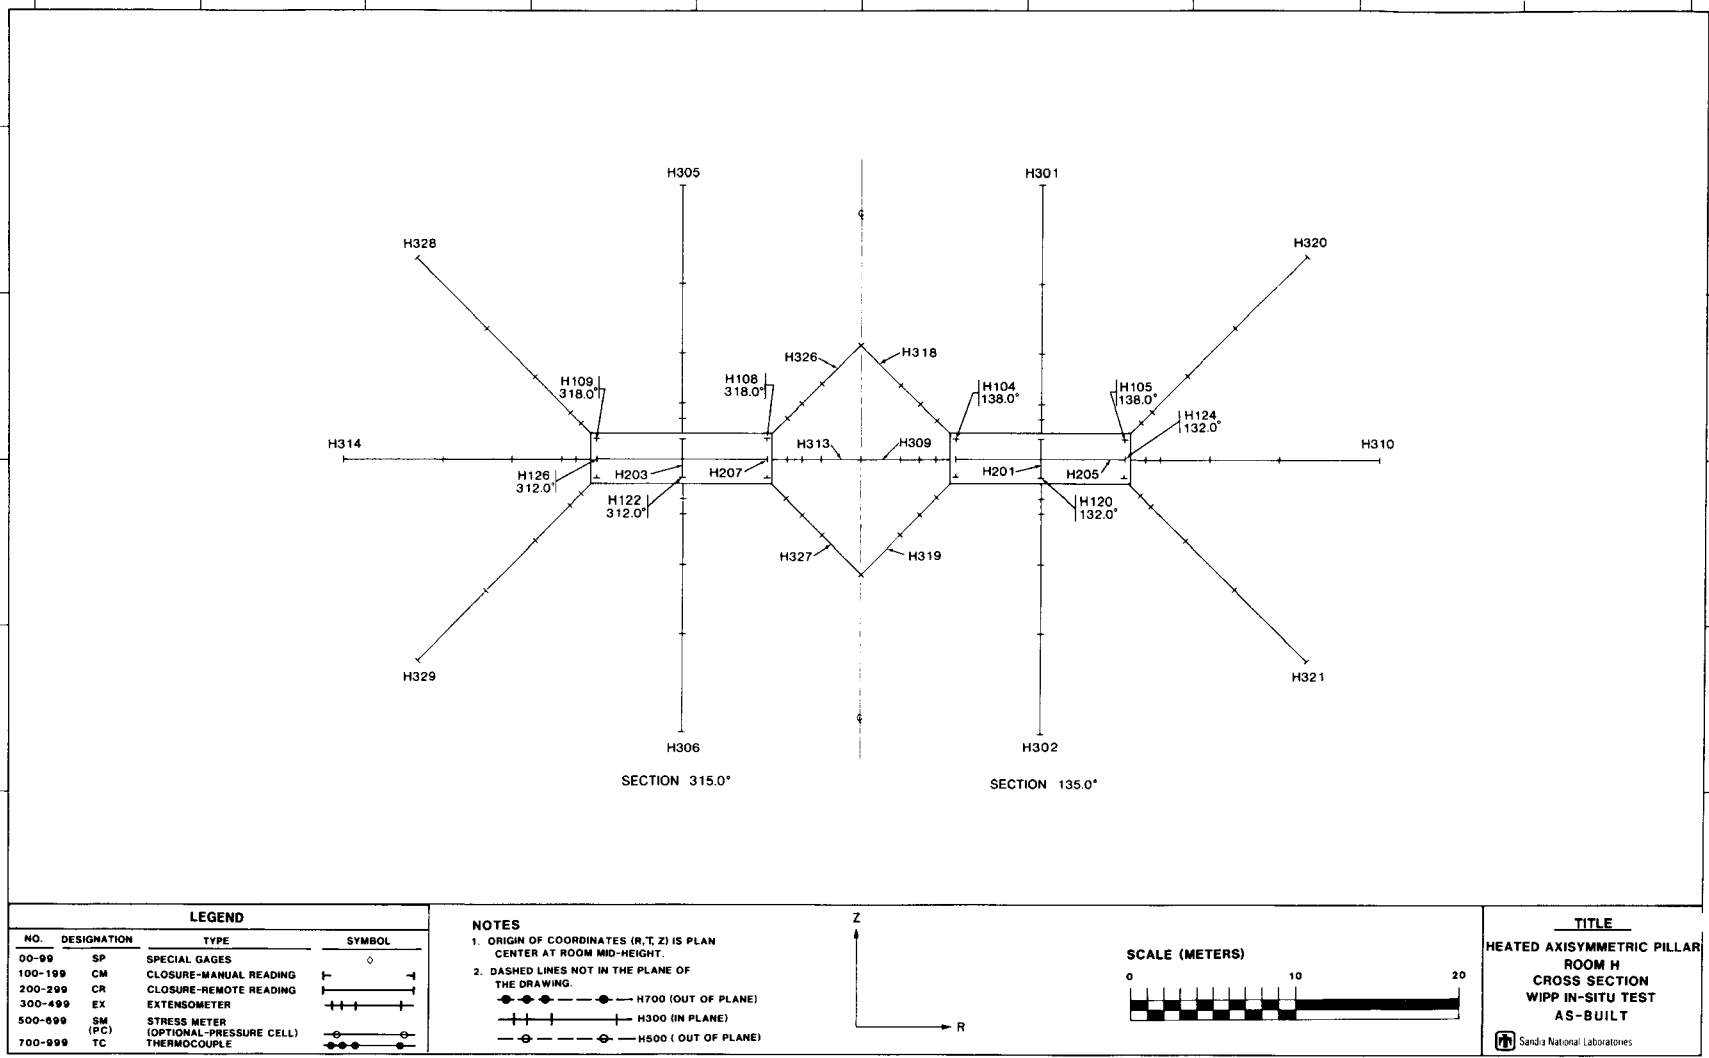 H305
H301
H328
H320
H326
H318
H109
318.0°
H108
318.0°
H104
138.0°
H105
138.0°
H124
132.0°
H314
H313
H309
H310
H126
312.0°
H203
H207
H201
H205
H122
312.0°
H120
132.0°
H327
H319
H329
H321
H306
H302
SECTION 315.0°
SECTION 135.0°
LEGEND
NO. DESIGNATION TYPE SYMBOL
00-99 SP SPECIAL GAGES
100-199 CM CLOSURE-MANUAL READING
200-299 CR CLOSURE-REMOTE READING
300-499 EX EXTENSOMETER
500-699 SM STRESS METER
(PC) (OPTIONAL-PRESSURE CELL)
700-999 TC THERMOCOUPLE
NOTES
1. ORIGIN OF COORDINATES (R,T, Z) IS PLAN
CENTER AT ROOM MID-HEIGHT.
2. DASHED LINES NOT IN THE PLANE OF
THE DRAWING.
H700 (OUT OF PLANE)
H300 (IN PLANE)
H500 ( OUT OF PLANE)
Z
R
SCALE (METERS)
0 10 20
TITLE
HEATED AXISYMMETRIC PILLAR
ROOM H
CROSS SECTION
WIPP IN-SITU TEST
AS-BUILT
Sandia National Laboratories